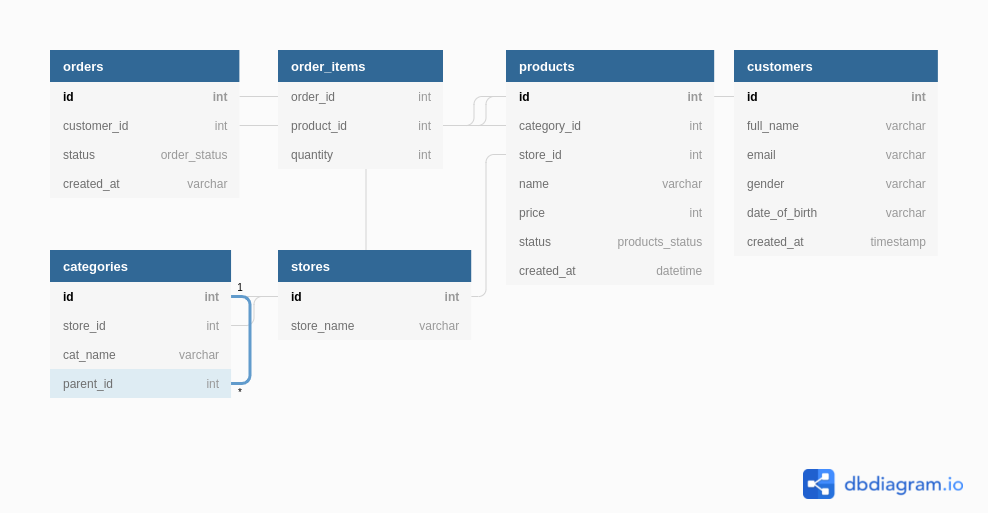 orders
id int
customer_id int
status order_status
created_at varchar
order_items
order_id int
product_id int
quantity int
products
id int
category_id int
store_id int
name varchar
price int
status products_status
created_at datetime
customers
id int
full_name varchar
email varchar
gender varchar
date_of_birth varchar
created_at timestamp
categories
id int
store_id int
cat_name varchar
parent_id int
1
*
stores
id int
store_name varchar
dbdiagram.io